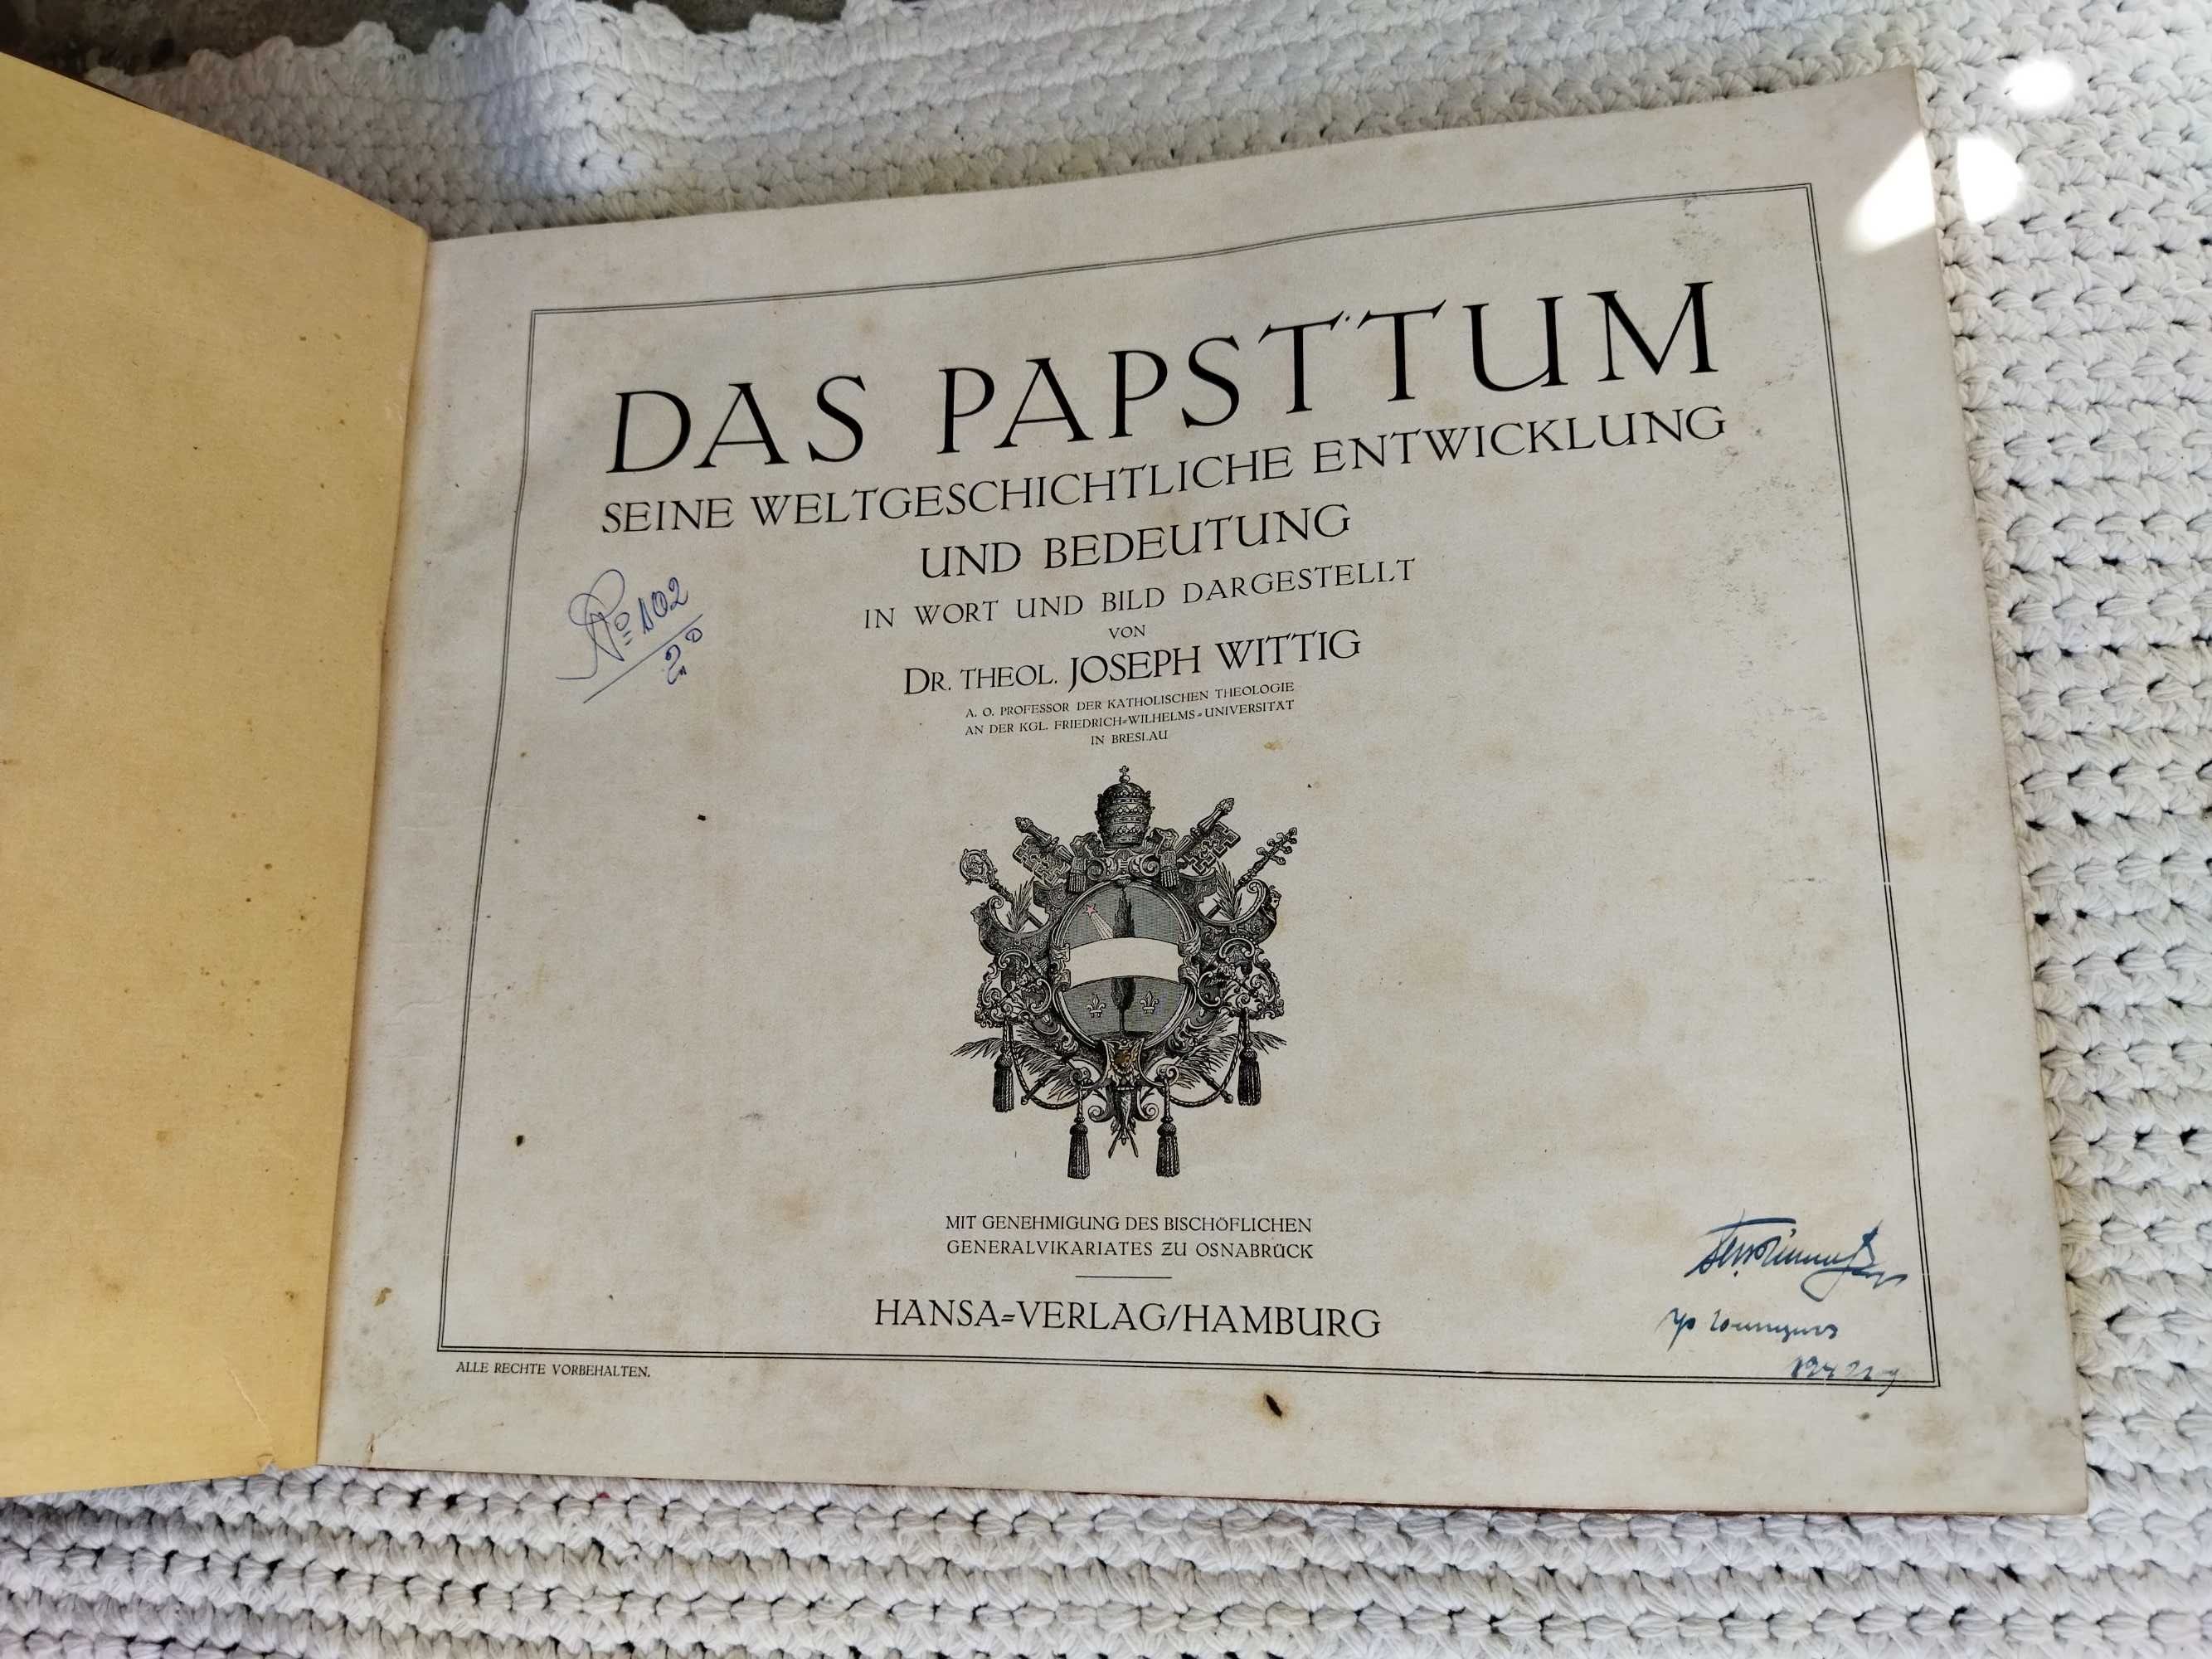 DAS PAPSTTUM
SEINE WELTGESCHICHTLICHE ENTWICKLUNG
UND BEDEUTUNG
IN WORT UND BILD DARGESTELLT
VON
DR. THEOL. JOSEPH WITTIG
A. O. PROFESSOR DER KATHOLISCHEN THEOLOGIE
AN DER KGL. FRIEDRICH=WILHELMS=UNIVERSITÄT
IN BRESLAU
№ 102
MIT GENEHMIGUNG DES BISCHÖFLICHEN
GENERALVIKARIATES ZU OSNABRÜCK
HANSA=VERLAG/HAMBURG
ALLE RECHTE VORBEHALTEN.